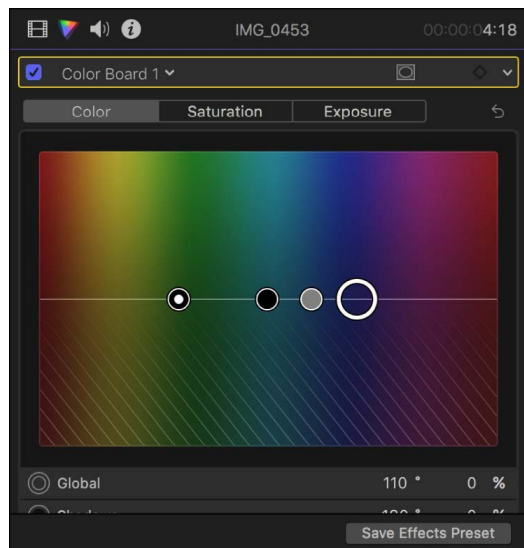 IMG_0453 00:00:04:18
Color Board 1
Color Saturation Exposure
Global 110 ° 0 %
Save Effects Preset